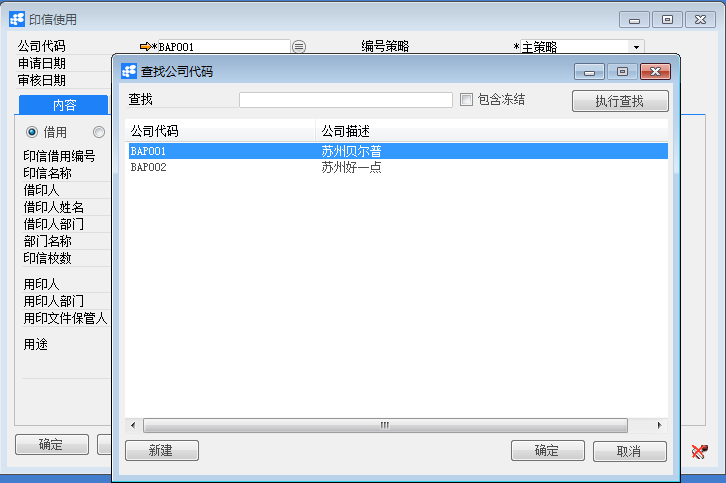 印信使用
公司代码 *BAP001 编号策略 *主策略
申请日期
审核日期
内容
借用
印信借用编号
印信名称
借印人
借印人姓名
借印人部门
部门名称
印信枚数
用印人
用印人部门
用印文件保管人
用途
确定
查找公司代码
查找 包含冻结 执行查找
公司代码 公司描述
BAP001 苏州贝尔普
BAP002 苏州好一点
新建 确定 取消